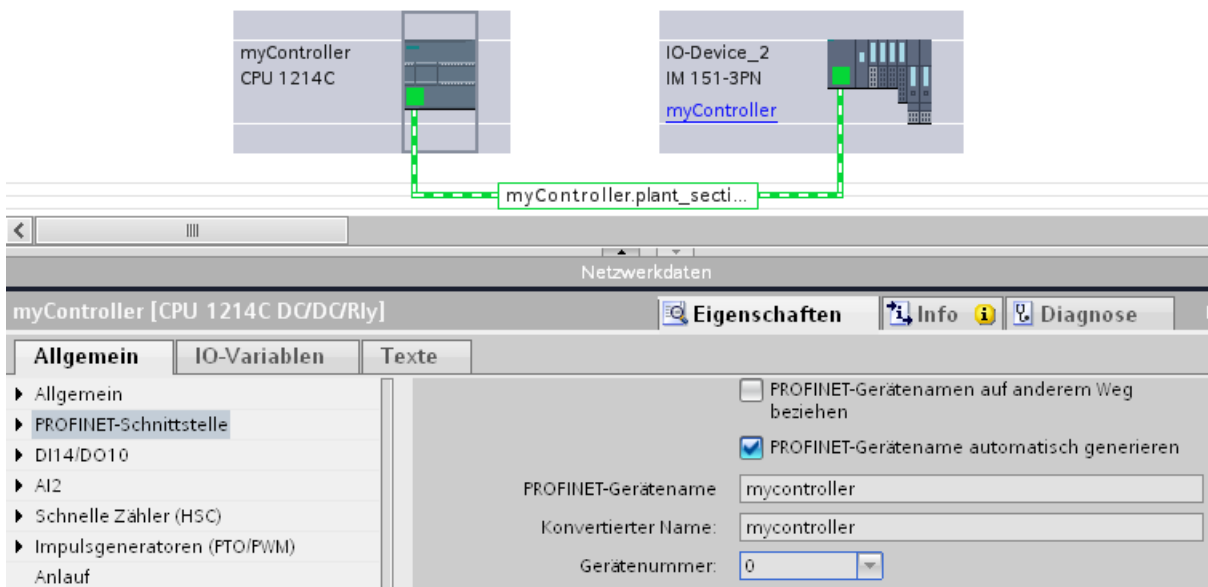 myController
CPU 1214C
IO-Device_2
IM 151-3PN
myController
myController.plant_secti...
Netzwerkdaten
myController [CPU 1214C DC/DC/Rly]
Eigenschaften
Info
Diagnose
Allgemein
IO-Variablen
Texte
Allgemein
PROFINET-Schnittstelle
DI14/DO10
AI2
Schnelle Zähler (HSC)
Impulsgeneratoren (PTO/PWM)
Anlauf
PROFINET-Gerätenamen auf anderem Weg
beziehen
PROFINET-Gerätename automatisch generieren
PROFINET-Gerätename mycontroller
Konvertierter Name: mycontroller
Gerätenummer: 0